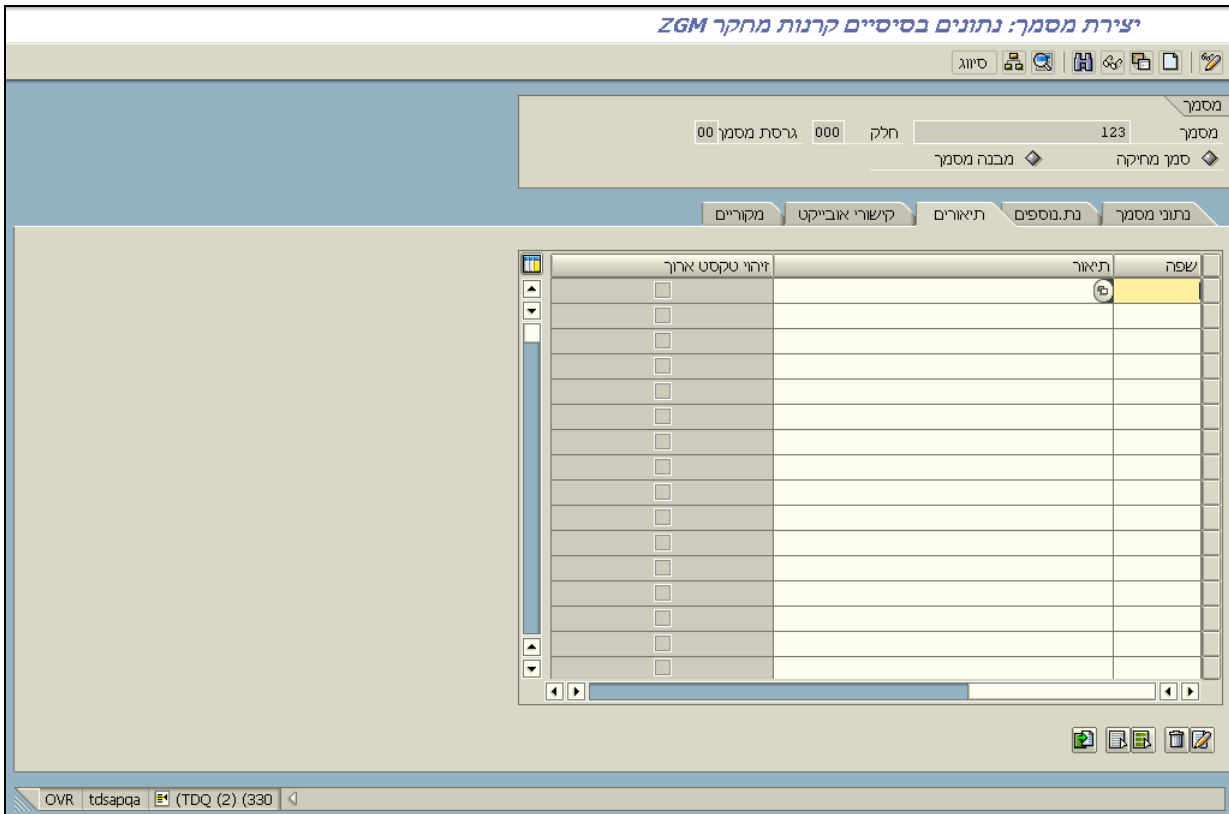 יצירת מסמך: נתונים בסיסיים קרנות מחקר ZGM
סיווג
מסמך
מסמך 123 חלק 000 גרסת מסמך 00
סמן מחיקה מבנה מסמך
נתוני מסמך נת.נוספים תיאורים קישורי אובייקט מקוריים
שפה תיאור זיהוי טקסט ארוך
OVR tdsapqa (TDQ (2) (330